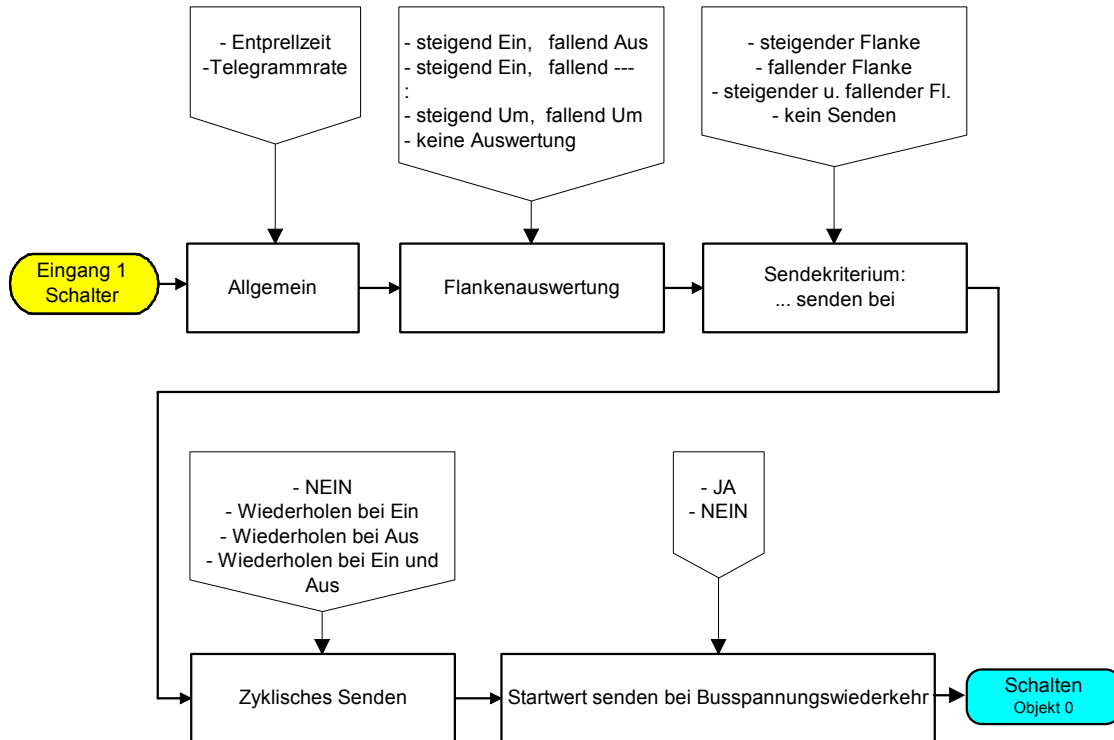 - Entprellzeit
-Telegrammrate
- steigend Ein, fallend Aus
- steigend Ein, fallend ---
:
- steigend Um, fallend Um
- keine Auswertung
- steigender Flanke
- fallender Flanke
- steigender u. fallender Fl.
- kein Senden
Eingang 1
Schalter
Allgemein
Flankenauswertung
Sendekriterium:
... senden bei
- NEIN
- Wiederholen bei Ein
- Wiederholen bei Aus
- Wiederholen bei Ein und
Aus
- JA
- NEIN
Zyklisches Senden
Startwert senden bei Busspannungswiederkehr
Schalten
Objekt 0